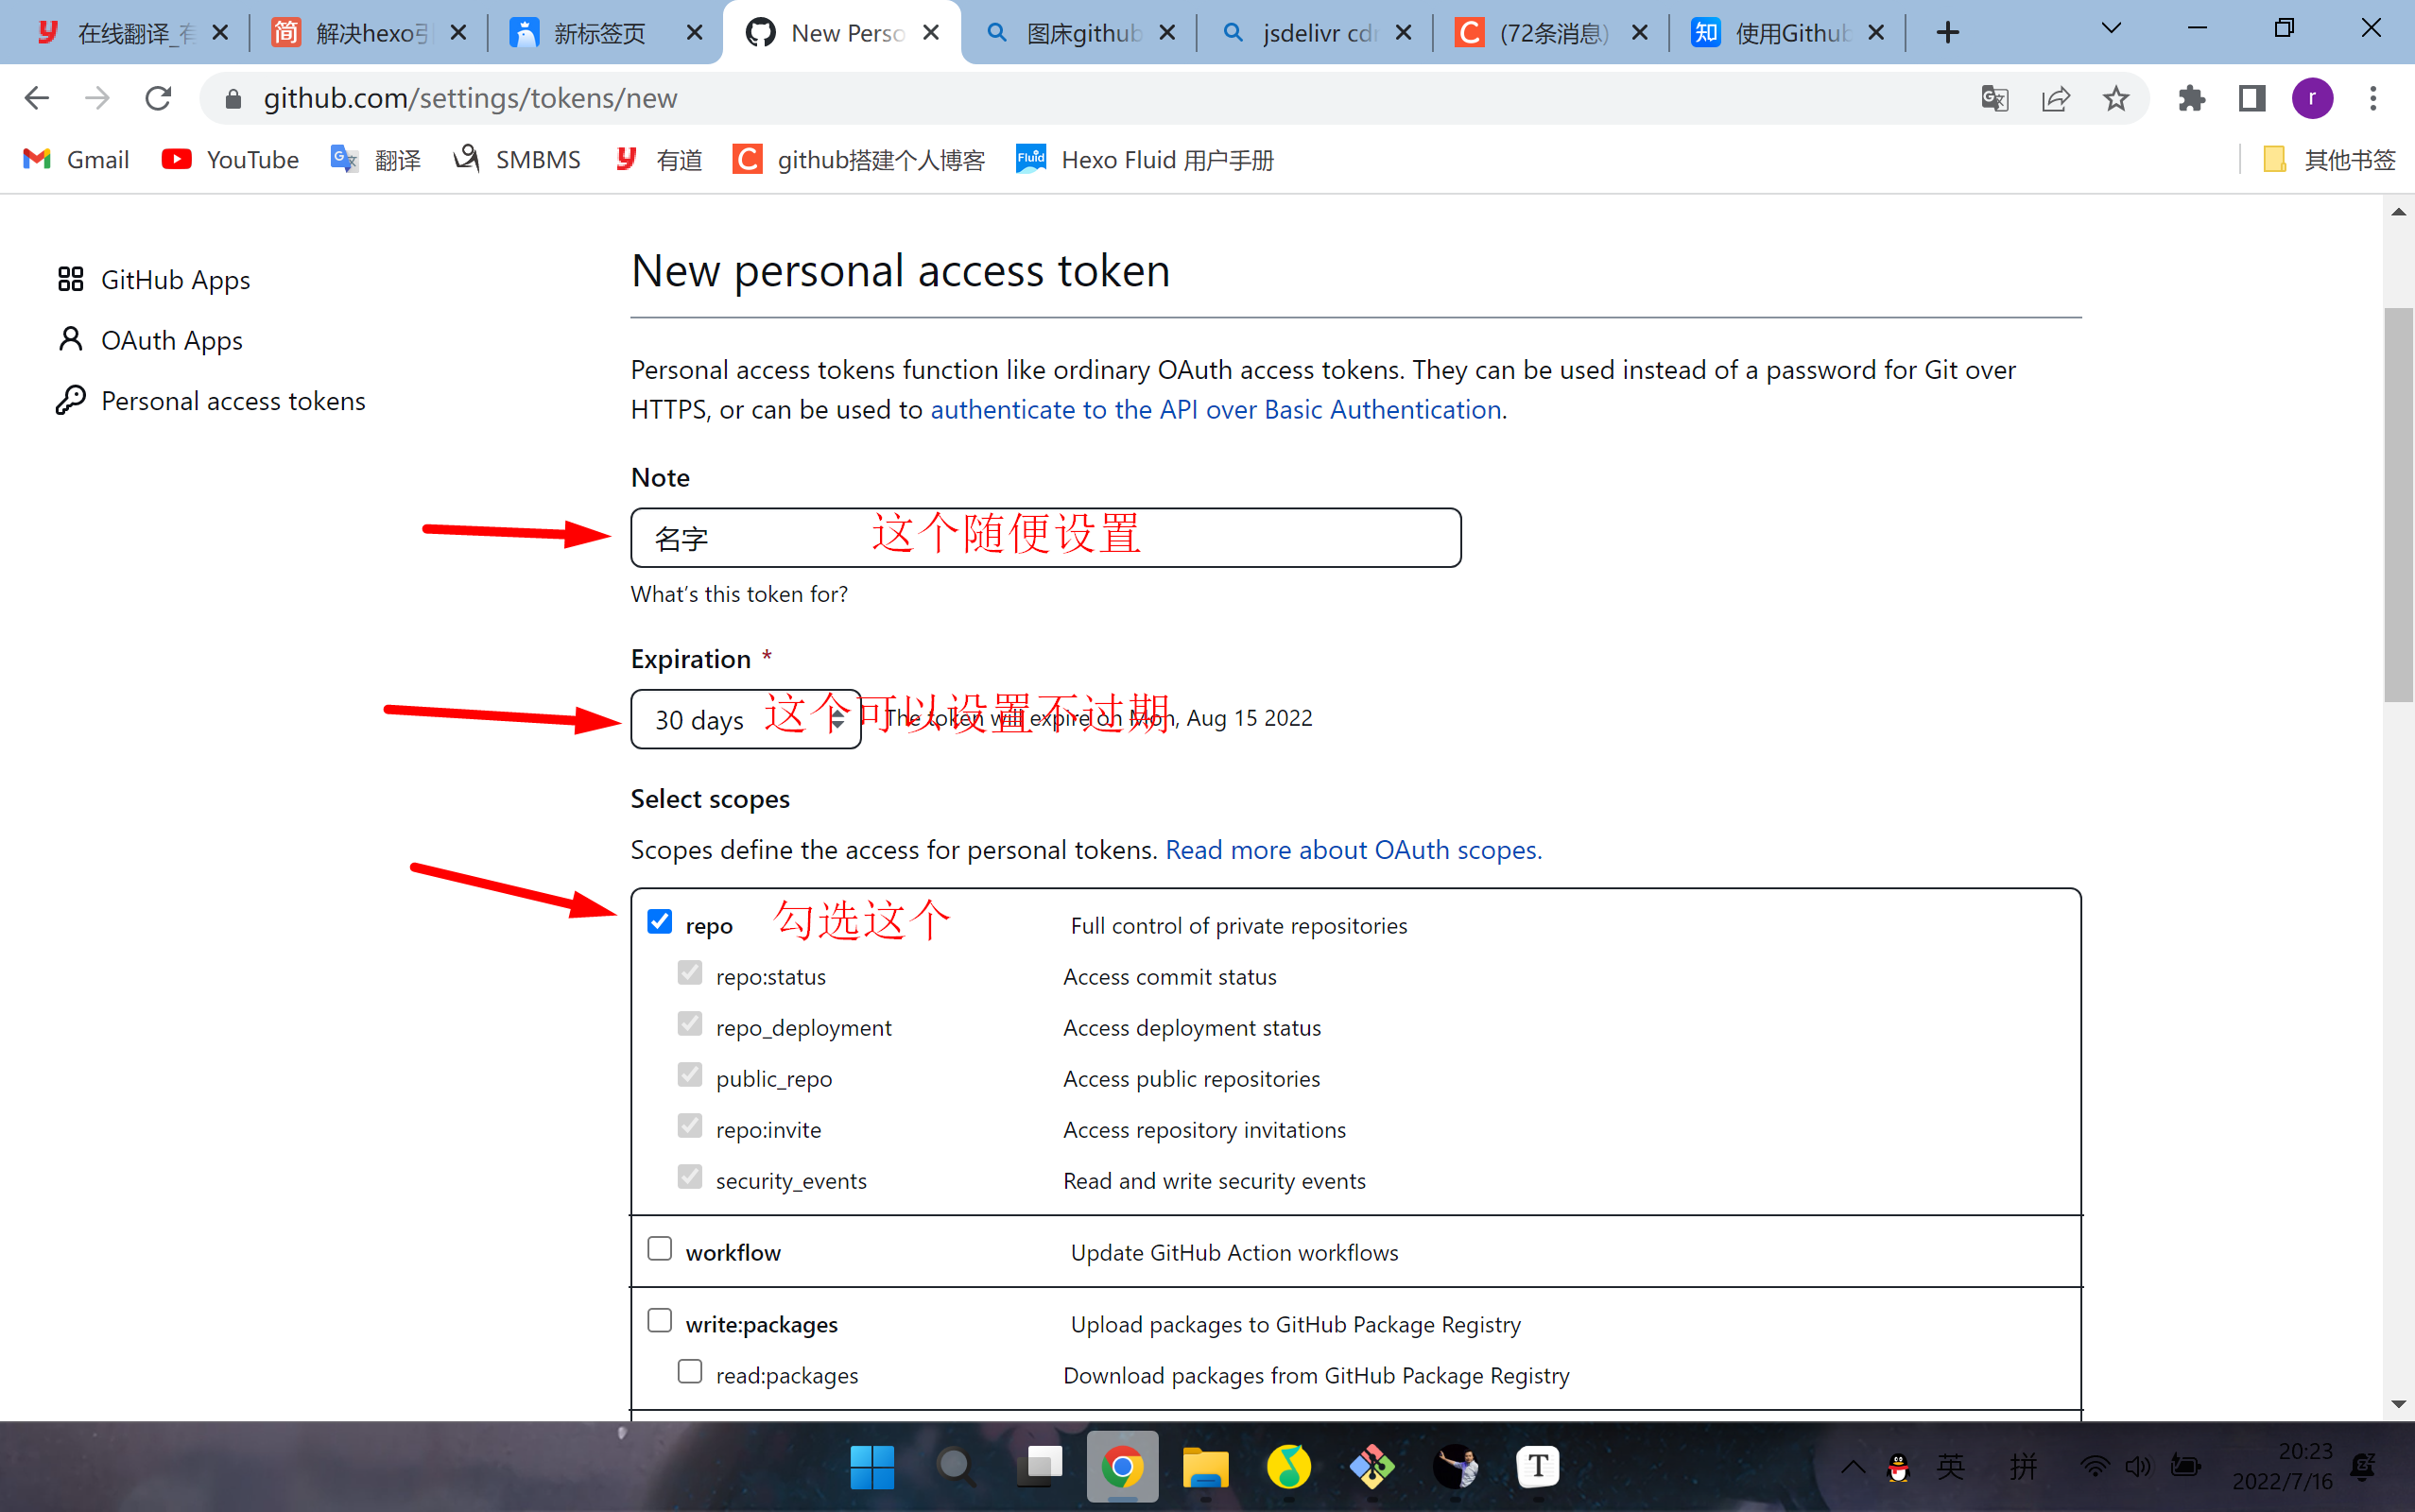 在线翻译_有
解决hexo引
新标签页
New Perso
图床github
jsdelivr cdn
(72条消息)
使用Github
github.com/settings/tokens/new
r
Gmail
YouTube
翻译
SMBMS
有道
github搭建个人博客
Fluid
Hexo Fluid 用户手册
其他书签
GitHub Apps
OAuth Apps
Personal access tokens
New personal access token
Personal access tokens function like ordinary OAuth access tokens. They can be used instead of a password for Git over
HTTPS, or can be used to authenticate to the API over Basic Authentication.
Note
名字 这个随便设置
What's this token for?
Expiration *
30 days 这个可以设置不过期
The token will expire on Mon, Aug 15 2022
Select scopes
Scopes define the access for personal tokens. Read more about OAuth scopes.
repo 勾选这个 Full control of private repositories
repo:status Access commit status
repo_deployment Access deployment status
public_repo Access public repositories
repo:invite Access repository invitations
security_events Read and write security events
workflow Update GitHub Action workflows
write:packages Upload packages to GitHub Package Registry
read:packages Download packages from GitHub Package Registry
英 拼
20:23
2022/7/16